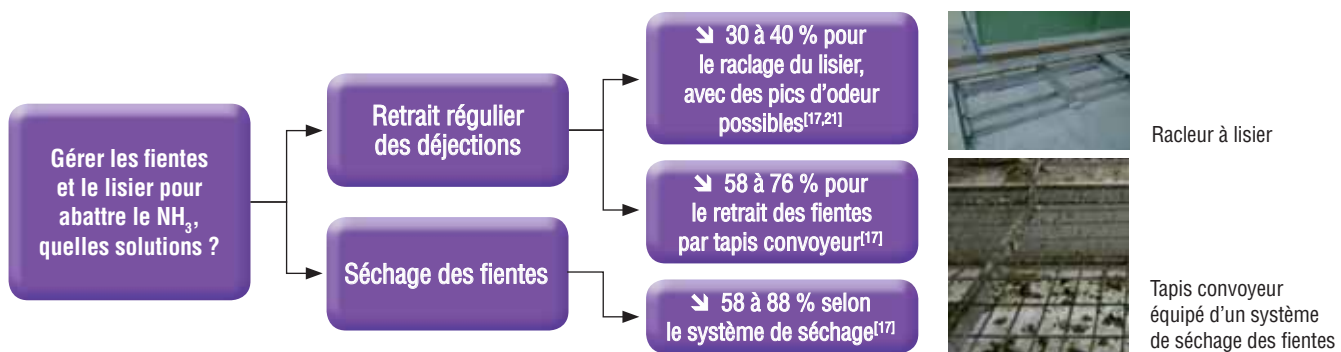 Gérer les fientes
et le lisier pour
abattre le NH₃,
quelles solutions ?
Retrait régulier
des déjections
Séchage des fientes
➘ 30 à 40 % pour
le raclage du lisier,
avec des pics d’odeur
possibles[17,21]
➘ 58 à 76 % pour
le retrait des fientes
par tapis convoyeur[17]
➘ 58 à 88 % selon
le système de séchage[17]
Racleur à lisier
Tapis convoyeur
équipé d’un système
de séchage des fientes